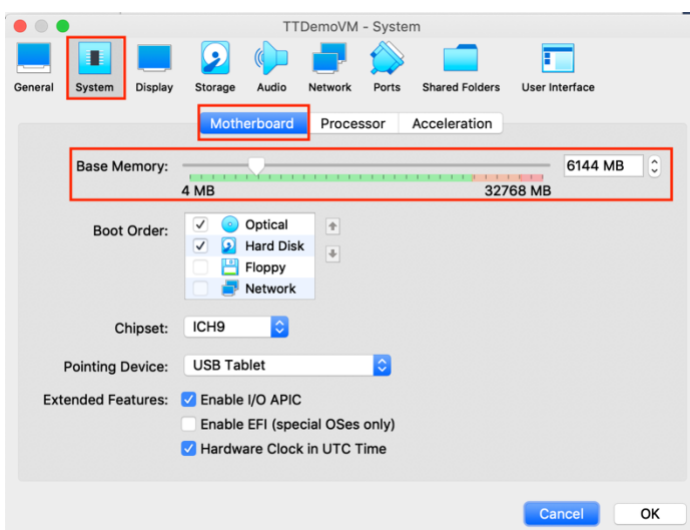 TTDemoVM - System
General System Display Storage Audio Network Ports Shared Folders User Interface
Motherboard Processor Acceleration
Base Memory: 6144 MB
4 MB 32768 MB
Boot Order: Optical
Hard Disk
Floppy
Network
Chipset: ICH9
Pointing Device: USB Tablet
Extended Features: Enable I/O APIC
Enable EFI (special OSes only)
Hardware Clock in UTC Time
Cancel OK